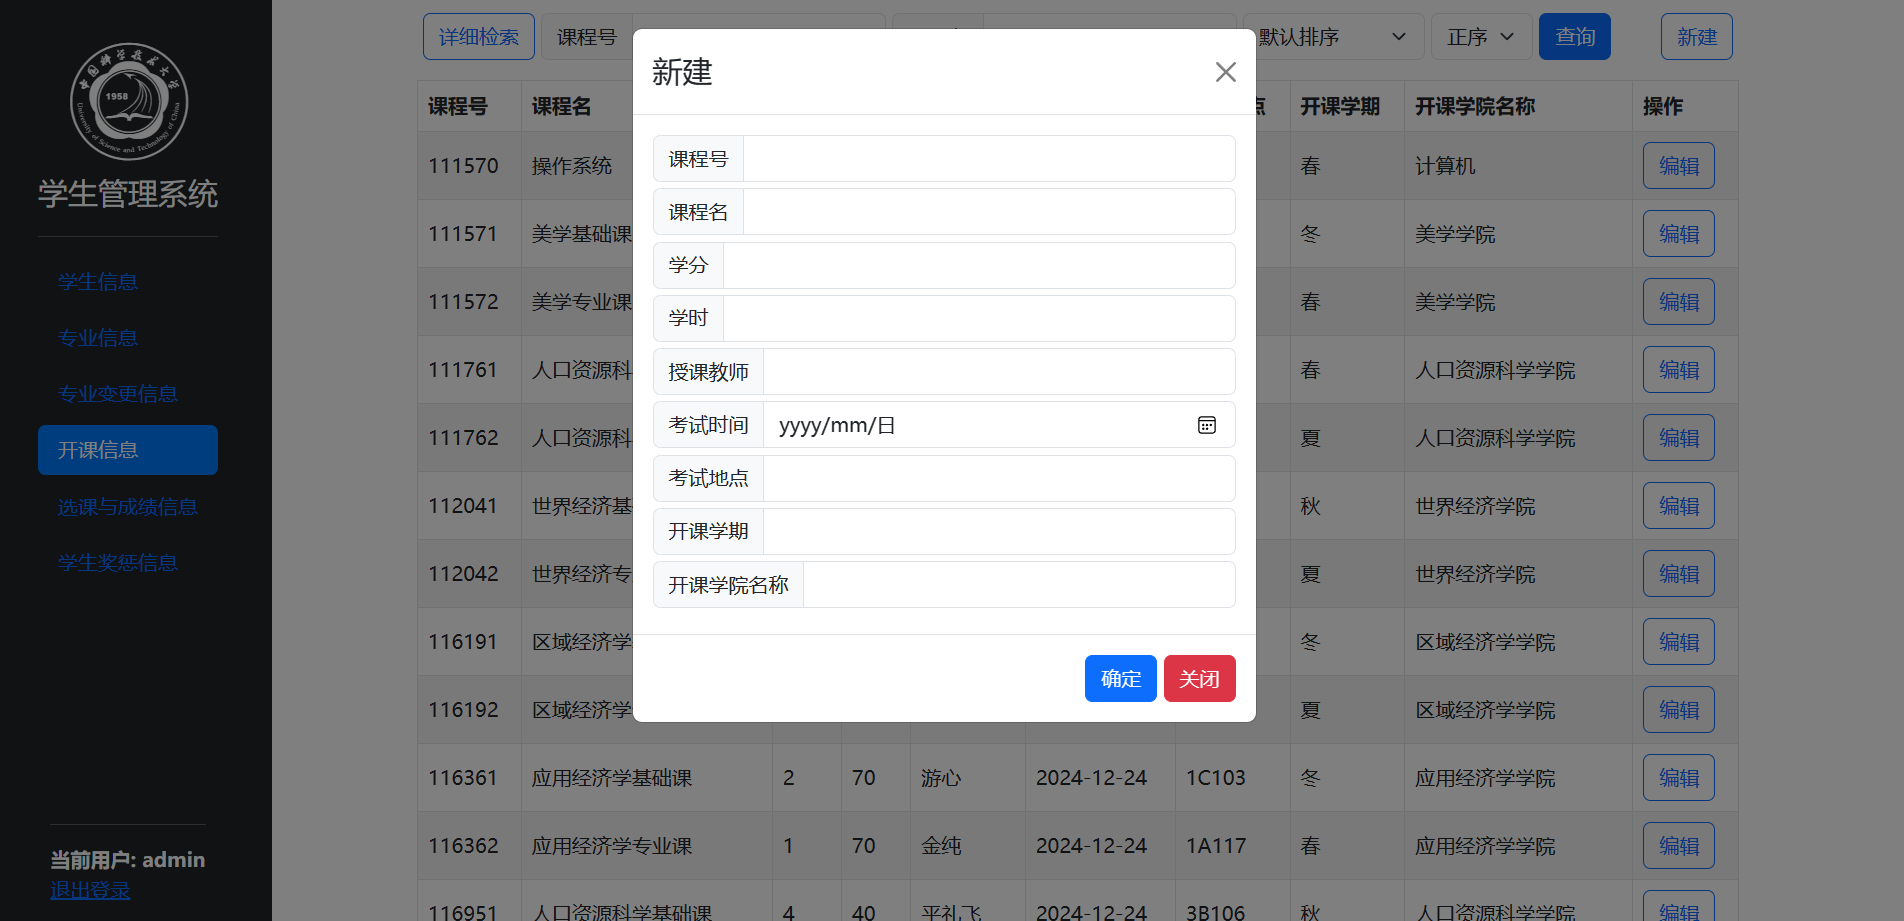 中国科学技术大学
1958
University of Science and Technology of China
学生管理系统
学生信息
专业信息
专业变更信息
开课信息
选课与成绩信息
学生奖惩信息
当前用户: admin
退出登录
详细检索 课程号 默认排序 正序 查询 新建
课程号 课程名 点 开课学期 开课学院名称 操作
111570 操作系统 春 计算机 编辑
111571 美学基础课 冬 美学学院 编辑
111572 美学专业课 春 美学学院 编辑
111761 人口资源科 春 人口资源科学学院 编辑
111762 人口资源科 夏 人口资源科学学院 编辑
112041 世界经济基 秋 世界经济学院 编辑
112042 世界经济专 夏 世界经济学院 编辑
116191 区域经济学 冬 区域经济学学院 编辑
116192 区域经济学 夏 区域经济学学院 编辑
116361 应用经济学基础课 2 70 游心 2024-12-24 1C103 冬 应用经济学学院 编辑
116362 应用经济学专业课 1 70 金纯 2024-12-24 1A117 春 应用经济学学院 编辑
116951 人口资源科学基础课 4 40 平礼飞 2024-12-24 3B106 秋 人口资源科学学院 编辑
新建
课程号
课程名
学分
学时
授课教师
考试时间 yyyy/mm/日
考试地点
开课学期
开课学院名称
确定 关闭